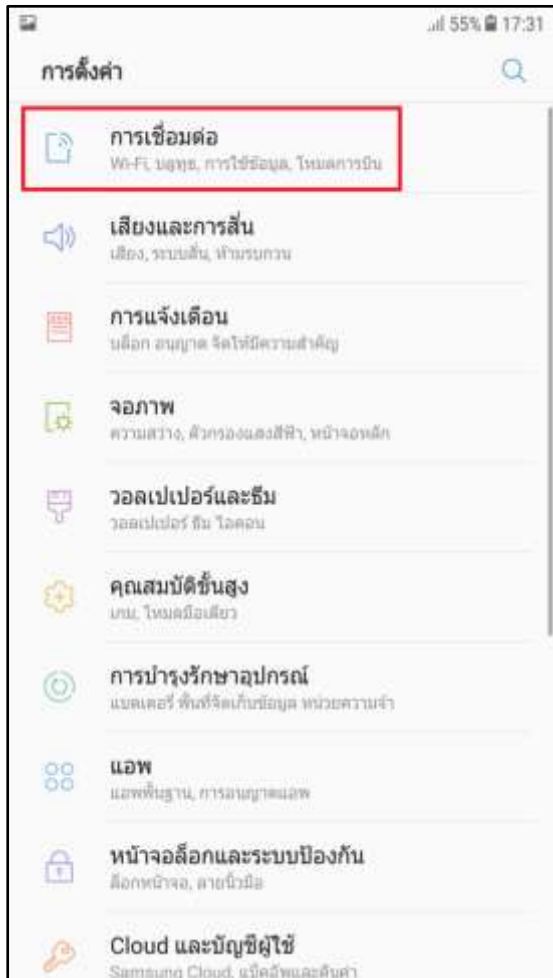 55% 17:31
การตั้งค่า
การเชื่อมต่อ
Wi-Fi, บลูทูธ, การใช้ข้อมูล, โหมดการบิน
เสียงและการสั่น
เสียง, ระบบสั่น, ห้ามรบกวน
การแจ้งเตือน
บล็อก อนุญาต จัดให้มีความสำคัญ
จอภาพ
ความสว่าง, ตัวกรองแสงสีฟ้า, หน้าจอหลัก
วอลเปเปอร์และธีม
วอลเปเปอร์ ธีม ไอคอน
คุณสมบัติขั้นสูง
เกม, โหมดมือเดียว
การบำรุงรักษาอุปกรณ์
แบตเตอรี่ พื้นที่จัดเก็บข้อมูล หน่วยความจำ
แอพ
แอพพื้นฐาน, การอนุญาตแอพ
หน้าจอล็อกและระบบป้องกัน
ล็อกหน้าจอ, ลายนิ้วมือ
Cloud และบัญชีผู้ใช้
Samsung Cloud, แบ็คอัพและคืนค่า